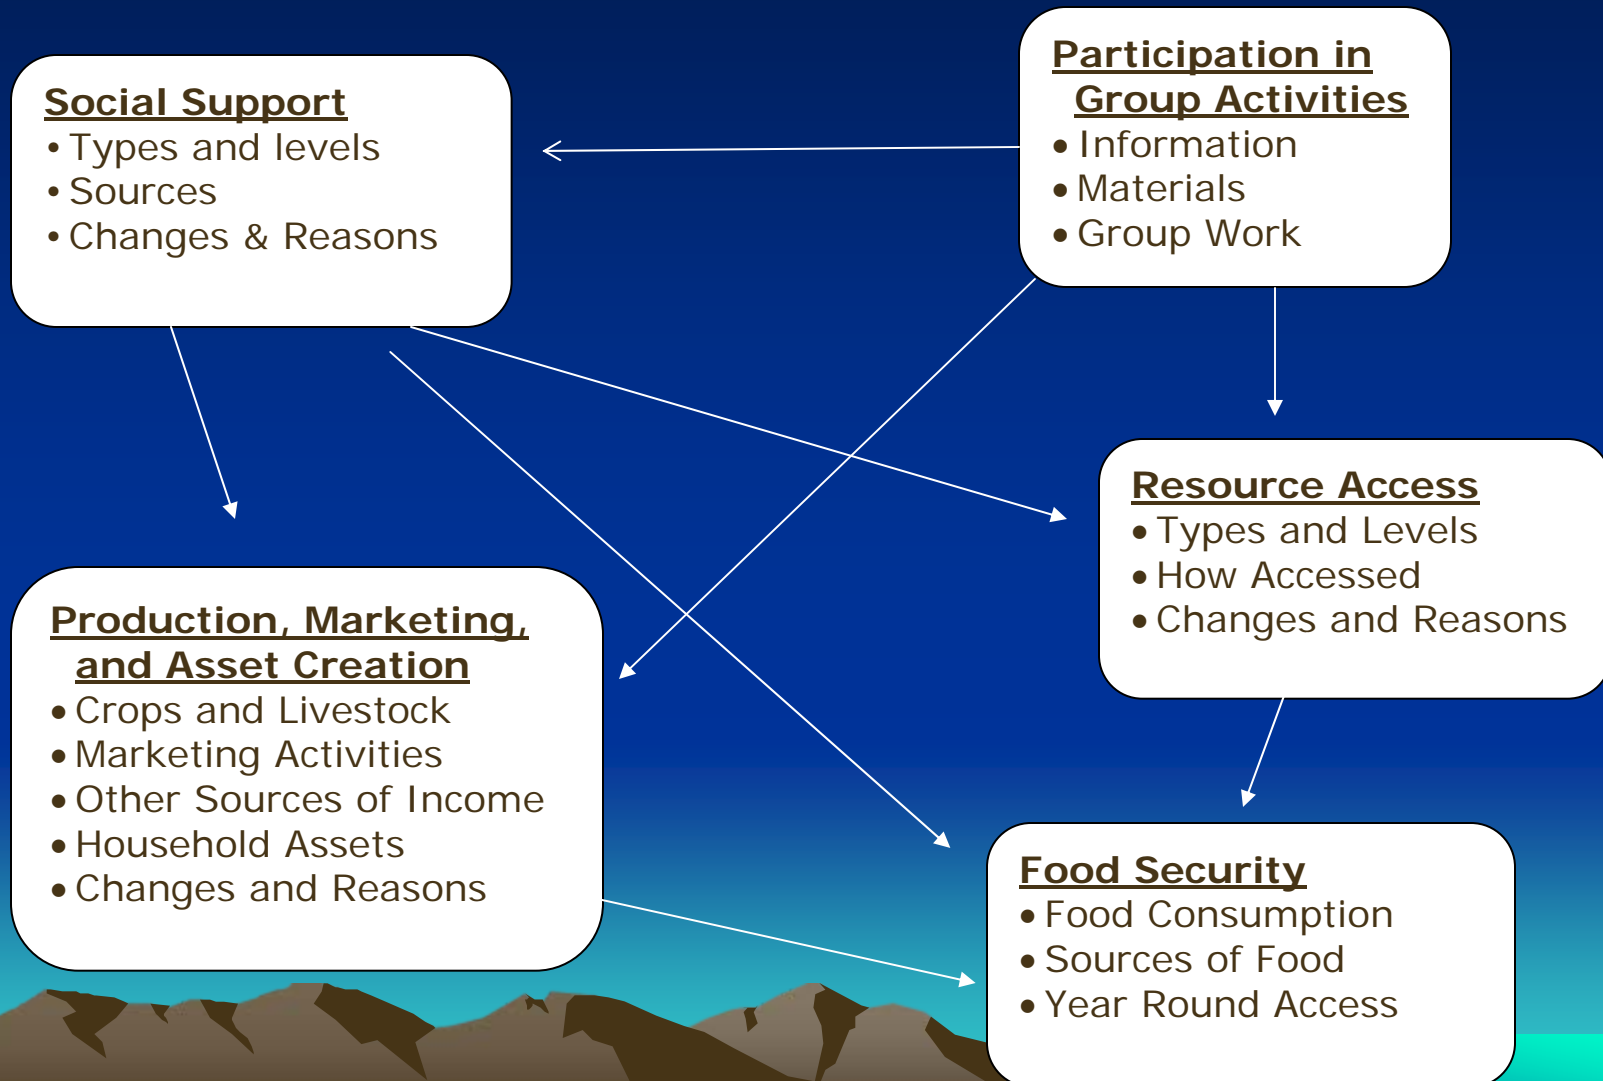 Social Support
• Types and levels
• Sources
• Changes & Reasons
Participation in
Group Activities
• Information
• Materials
• Group Work
Resource Access
• Types and Levels
• How Accessed
• Changes and Reasons
Production, Marketing,
and Asset Creation
• Crops and Livestock
• Marketing Activities
• Other Sources of Income
• Household Assets
• Changes and Reasons
Food Security
• Food Consumption
• Sources of Food
• Year Round Access